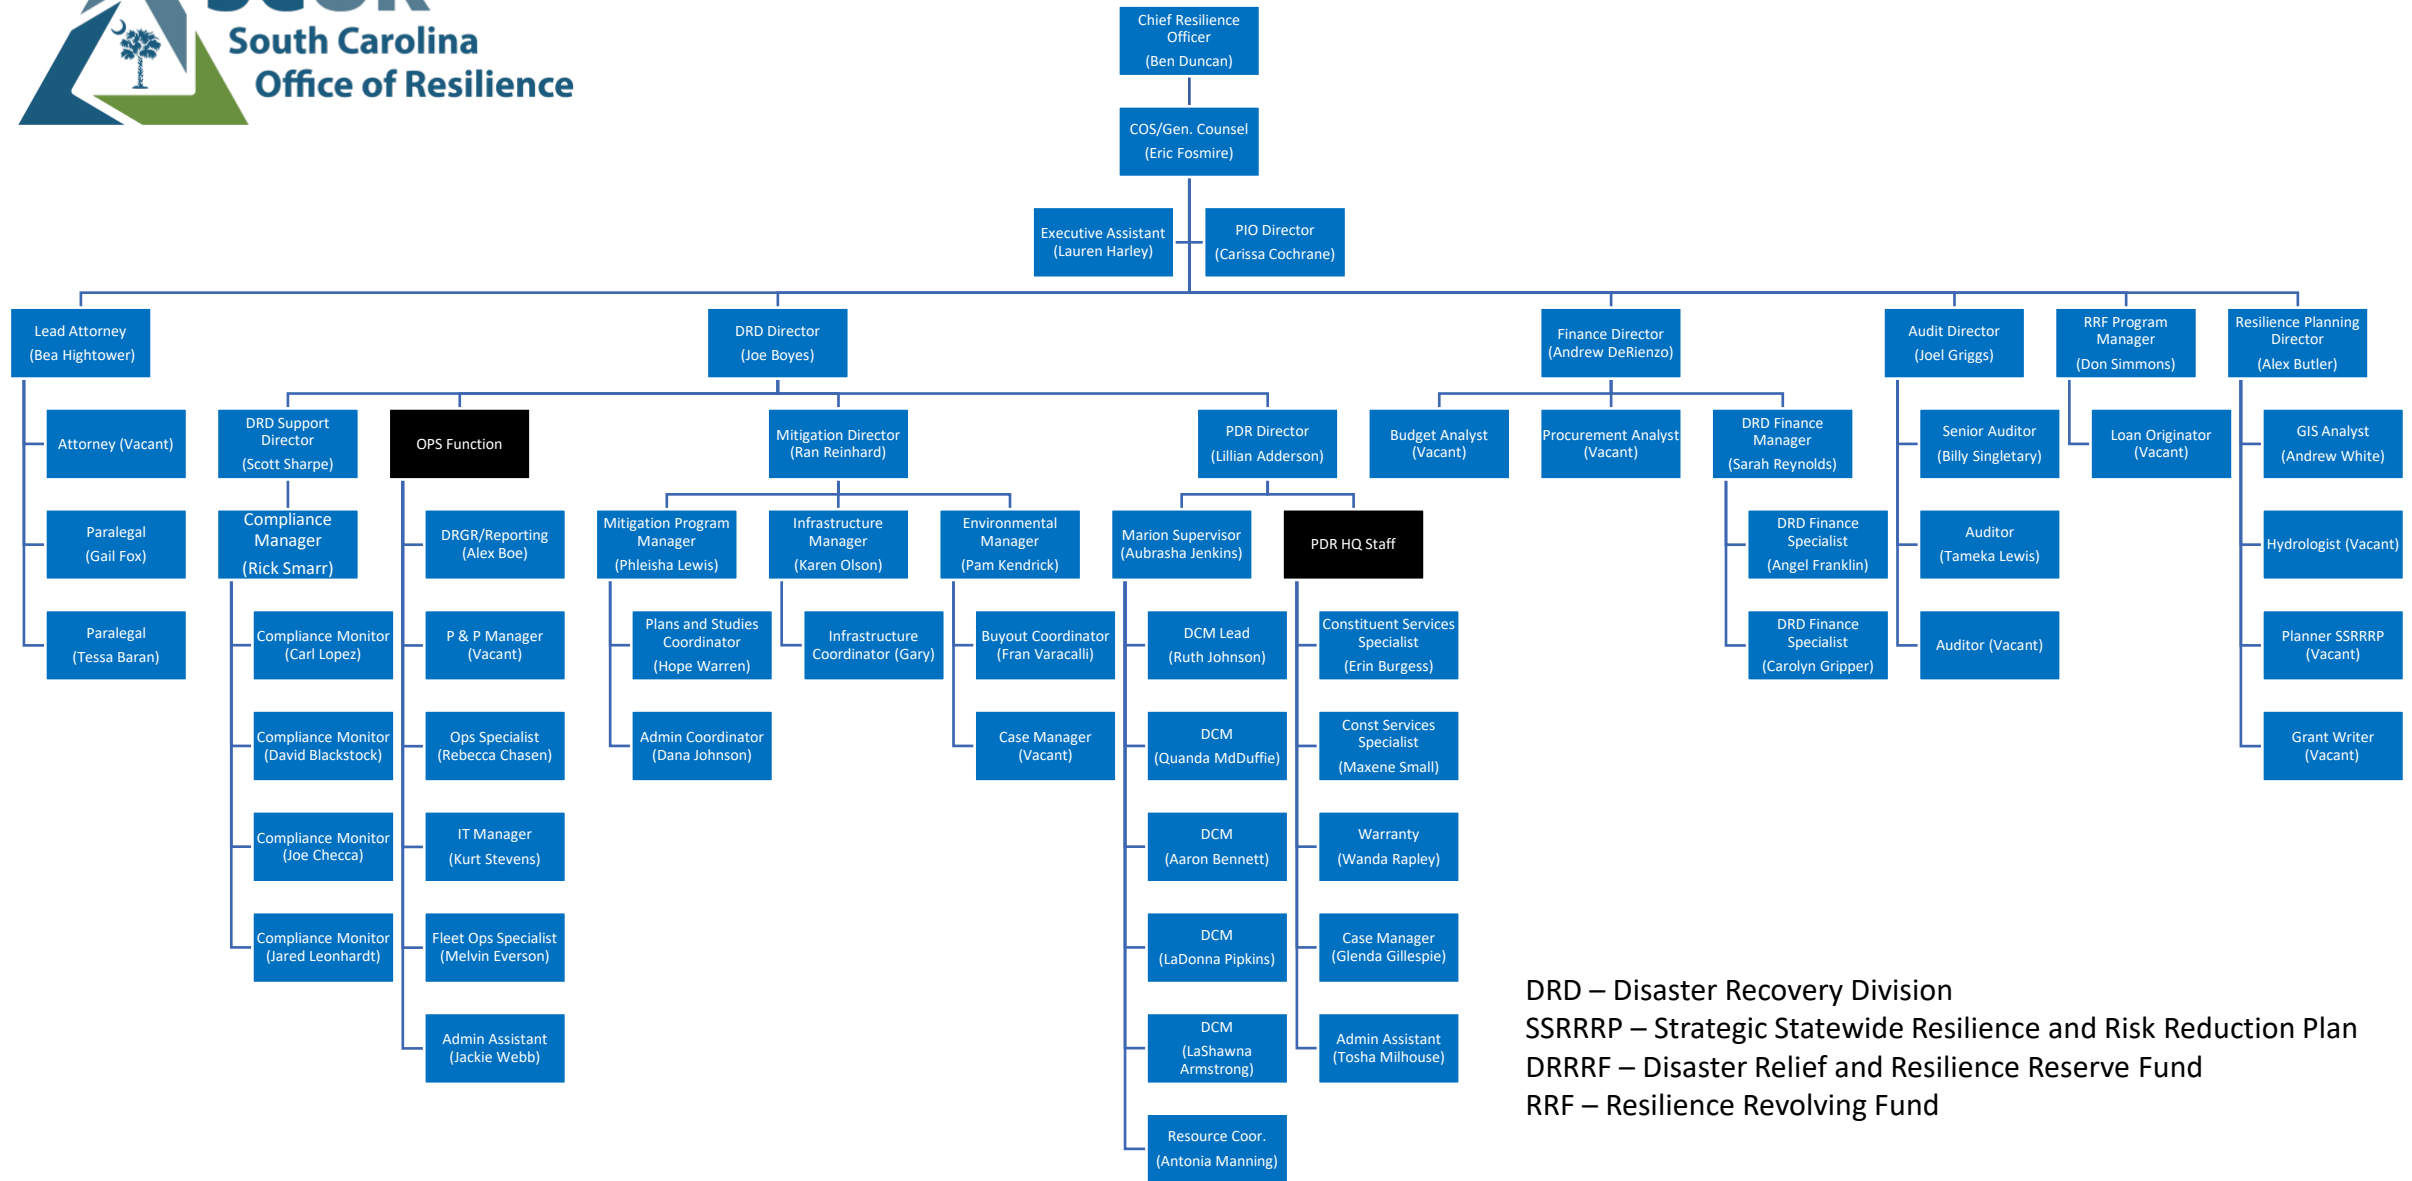 SCOR
South Carolina
Office of Resilience
Chief Resilience
Officer
(Ben Duncan)
COS/Gen. Counsel
(Eric Fosmire)
Executive Assistant
(Lauren Harley)
PIO Director
(Carissa Cochrane)
Lead Attorney
(Bea Hightower)
DRD Director
(Joe Boyes)
Finance Director
(Andrew DeRienzo)
Audit Director
(Joel Griggs)
RRF Program
Manager
(Don Simmons)
Resilience Planning
Director
(Alex Butler)
Attorney (Vacant)
Paralegal
(Gail Fox)
Paralegal
(Tessa Baran)
DRD Support
Director
(Scott Sharpe)
Compliance
Manager
(Rick Smarr)
Compliance Monitor
(Carl Lopez)
Compliance Monitor
(David Blackstock)
Compliance Monitor
(Joe Checca)
Compliance Monitor
(Jared Leonhardt)
OPS Function
DRGR/Reporting
(Alex Boe)
P & P Manager
(Vacant)
Ops Specialist
(Rebecca Chasen)
IT Manager
(Kurt Stevens)
Fleet Ops Specialist
(Melvin Everson)
Admin Assistant
(Jackie Webb)
Mitigation Director
(Ran Reinhard)
Mitigation Program
Manager
(Phleisha Lewis)
Plans and Studies
Coordinator
(Hope Warren)
Admin Coordinator
(Dana Johnson)
Infrastructure
Manager
(Karen Olson)
Infrastructure
Coordinator (Gary)
Environmental
Manager
(Pam Kendrick)
Buyout Coordinator
(Fran Varacalli)
Case Manager
(Vacant)
PDR Director
(Lillian Adderson)
Marion Supervisor
(Aubrasha Jenkins)
DCM Lead
(Ruth Johnson)
DCM
(Quanda MdDuffie)
DCM
(Aaron Bennett)
DCM
(LaDonna Pipkins)
DCM
(LaShawna
Armstrong)
Resource Coor.
(Antonia Manning)
PDR HQ Staff
Constituent Services
Specialist
(Erin Burgess)
Const Services
Specialist
(Maxene Small)
Warranty
(Wanda Rapley)
Case Manager
(Glenda Gillespie)
Admin Assistant
(Tosha Milhouse)
Budget Analyst
(Vacant)
Procurement Analyst
(Vacant)
DRD Finance
Manager
(Sarah Reynolds)
DRD Finance
Specialist
(Angel Franklin)
DRD Finance
Specialist
(Carolyn Gripper)
Senior Auditor
(Billy Singletary)
Auditor
(Tameka Lewis)
Auditor (Vacant)
Loan Originator
(Vacant)
GIS Analyst
(Andrew White)
Hydrologist (Vacant)
Planner SSRRRP
(Vacant)
Grant Writer
(Vacant)
DRD – Disaster Recovery Division
SSRRRP – Strategic Statewide Resilience and Risk Reduction Plan
DRRRF – Disaster Relief and Resilience Reserve Fund
RRF – Resilience Revolving Fund